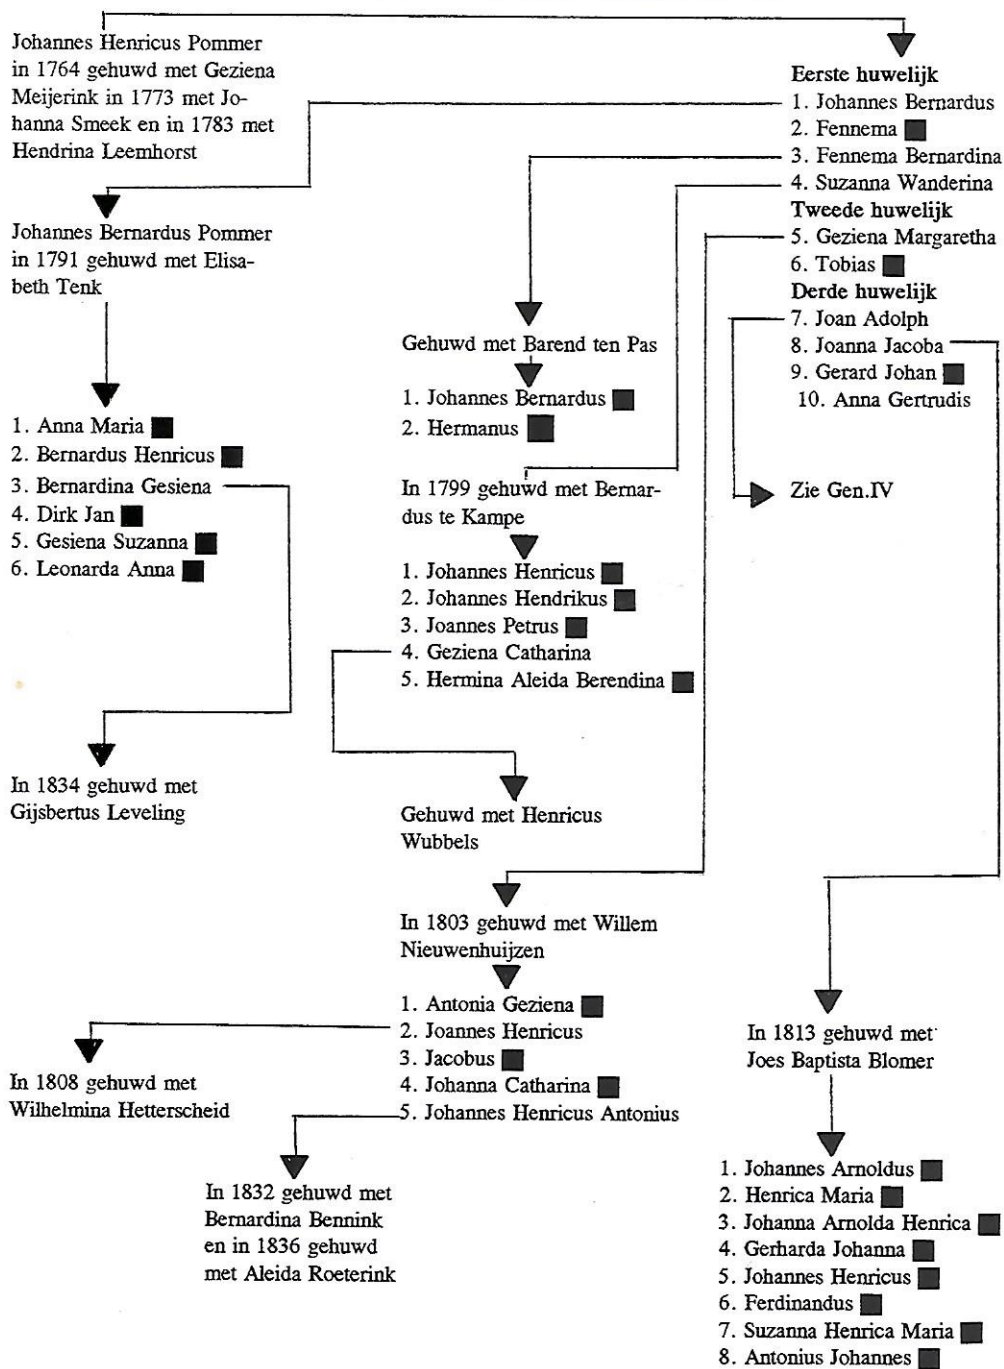 Johannes Henricus Pommer
in 1764 gehuwd met Geziena
Meijerink in 1773 met Jo-
hanna Smeek en in 1783 met
Hendrina Leemhorst
Eerste huwelijk
1. Johannes Bernardus
2. Fennema
3. Fennema Bernardina
4. Suzanna Wanderina
Tweede huwelijk
5. Geziena Margaretha
6. Tobias
Derde huwelijk
7. Joan Adolph
8. Joanna Jacoba
9. Gerard Johan
10. Anna Gertrudis
Johannes Bernardus Pommer
in 1791 gehuwd met Elisa-
beth Tenk
1. Anna Maria
2. Bernardus Henricus
3. Bernardina Gesiena
4. Dirk Jan
5. Gesiena Suzanna
6. Leonarda Anna
In 1834 gehuwd met
Gijsbertus Leveling
Gehuwd met Barend ten Pas
1. Johannes Bernardus
2. Hermanus
In 1799 gehuwd met Bernar-
dus te Kampe
1. Johannes Henricus
2. Johannes Hendrikus
3. Joannes Petrus
4. Geziena Catharina
5. Hermina Aleida Berendina
Zie Gen.IV
Gehuwd met Henricus
Wubbels
In 1803 gehuwd met Willem
Nieuwenhuijzen
1. Antonia Geziena
2. Joannes Henricus
3. Jacobus
4. Johanna Catharina
5. Johannes Henricus Antonius
In 1808 gehuwd met
Wilhelmina Hetterscheid
In 1832 gehuwd met
Bernardina Bennink
en in 1836 gehuwd
met Aleida Roeterink
In 1813 gehuwd met
Joes Baptista Blomer
1. Johannes Arnoldus
2. Henrica Maria
3. Johanna Arnolda Henrica
4. Gerharda Johanna
5. Johannes Henricus
6. Ferdinandus
7. Suzanna Henrica Maria
8. Antonius Johannes